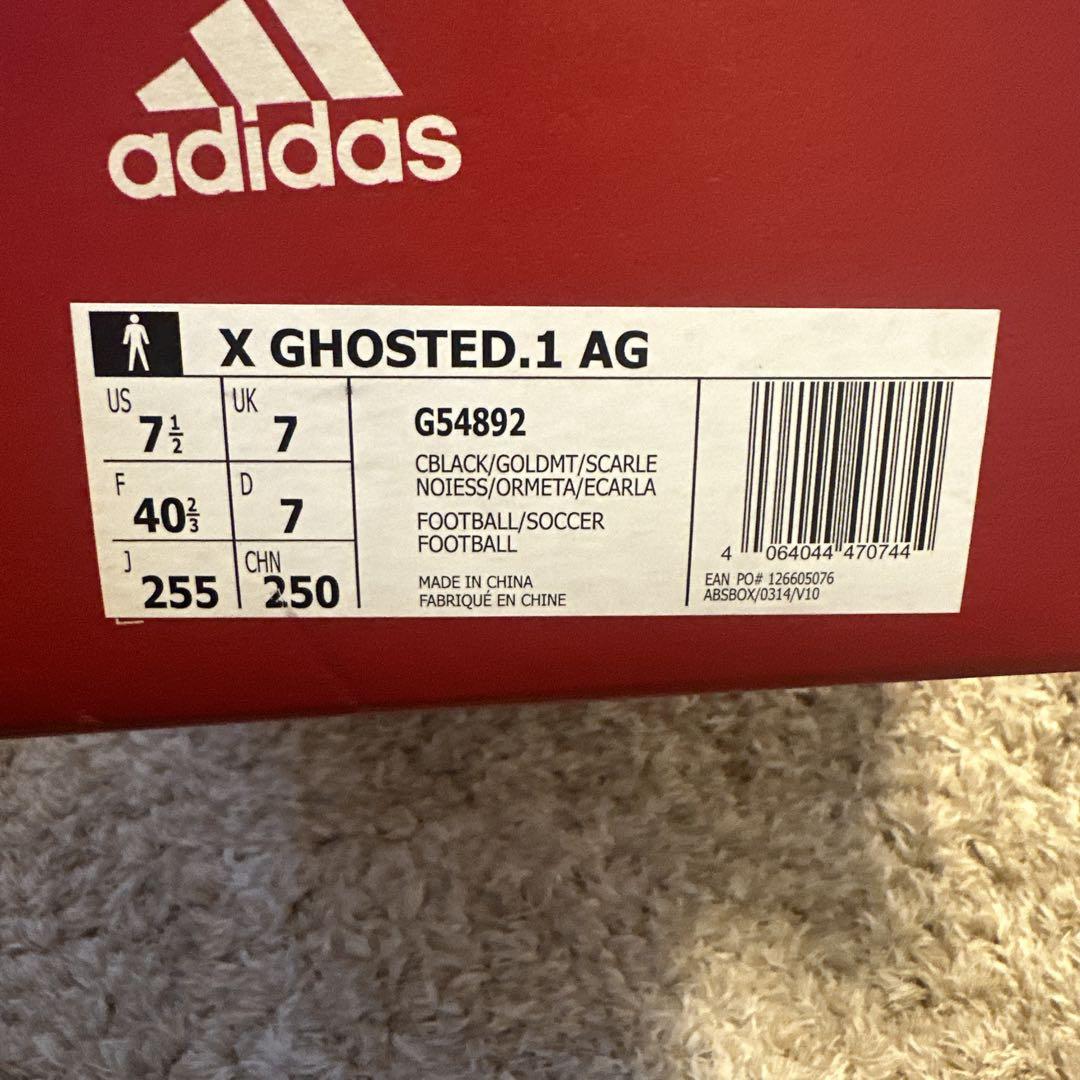 adidas
X GHOSTED.1 AG
US 7½ UK 7
F 40⅔ D 7
J 255 CHN 250
G54892
CBLACK/GOLDMT/SCARLE
NOIESS/ORMETA/ECARLA
FOOTBALL/SOCCER
FOOTBALL
MADE IN CHINA
FABRIQUÉ EN CHINE
4 064044 470744
EAN PO# 126605076
ABSBOX/0314/V10